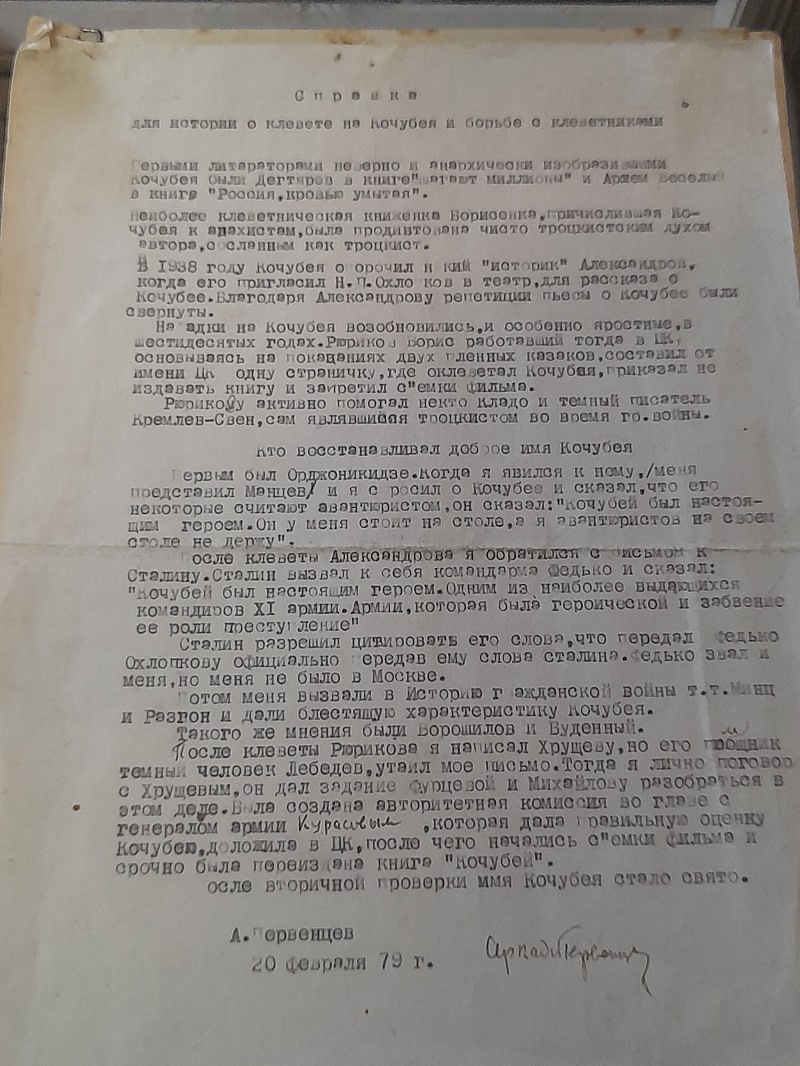 Справка
для истории о клевете на Кочубея и борьбе с клеветниками
Первыми литераторами неверно и анархически изобразившими
Кочубея были Дегтярев в книге"шагают миллионы" и Артем Веселый
в книге "Россия,кровью умытая".
Наиболее клеветническая книженка Борисенка,причислившая Ко-
чубея к анахистам,была продиктована чисто троцкистским духом
автора,сосланным как троцкист.
В 1938 году Кочубея опорочил некий "историк" Александров,
когда его пригласил Н.П.Охлопков в театр,для рассказа о
Кочубее.Благодаря Александрову репетиции пьесы о Кочубее были
свернуты.
Нападки на Кочубея возобновились,и особенно яростные,в
шестидесятых годах.Рюриков Борис работавший тогда в ЦК,
основываясь на показаниях двух пленных казаков,составил от
имени ЦК одну страничку,где оклеветал Кочубея,приказал не
издавать книгу и запретил с"емки фильма.
Рюрикову активно помогал некто Кладо и темный писатель
Кремлев-Свен,сам являвшийся троцкистом во время гр.войны.
Кто восстанавливал доброе имя Кочубея
Первым был Орджоникидзе.Когда я явился к нему,/меня
представил Манцев/ и я спросил о Кочубее и сказал,что его
некоторые считают авантюристом,он сказал:"Кочубей был настоя-
щим героем.Он у меня стоит на столе,а я авантюристов на своем
столе не держу".
После клеветы Александрова я обратился с письмом к
Сталину.Сталин вызвал к себе командарма Федько и сказал:
"Кочубей был настоящим героем.Одним из наиболее выдающихся
командиров XI армии.Армии,которая была героической и забвение
ее роли преступление"
Сталин разрешил цитировать его слова,что передал Федько
Охлопкову официально передав ему слова сталина.Федько звал и
меня,но меня не было в Москве.
Потом меня вызвали в Историю гражданской войны т.т.Минц
и Разгон и дали блестящую характеристику Кочубея.
Такого же мнения были Ворошилов и Буденный.
После клеветы Рюрикова я написал Хрущеву,но его помощник
темный человек Лебедев,утаил мое письмо.Тогда я лично поговор
с Хрущевым,он дал задание Фурцевой и Михайлову разобраться в
этом деле.Была создана авторитетная комиссия во главе с
генералом армии Курасовым ,которая дала правильную оценку
Кочубею,доложила в ЦК,после чего начались с"емки фильма и
срочно была переиздана книга "Кочубей".
осле вторичной проверки имя Кочубея стало свято.
А.Первенцев
20 февраля 79 г.
Аркадий Первенцев